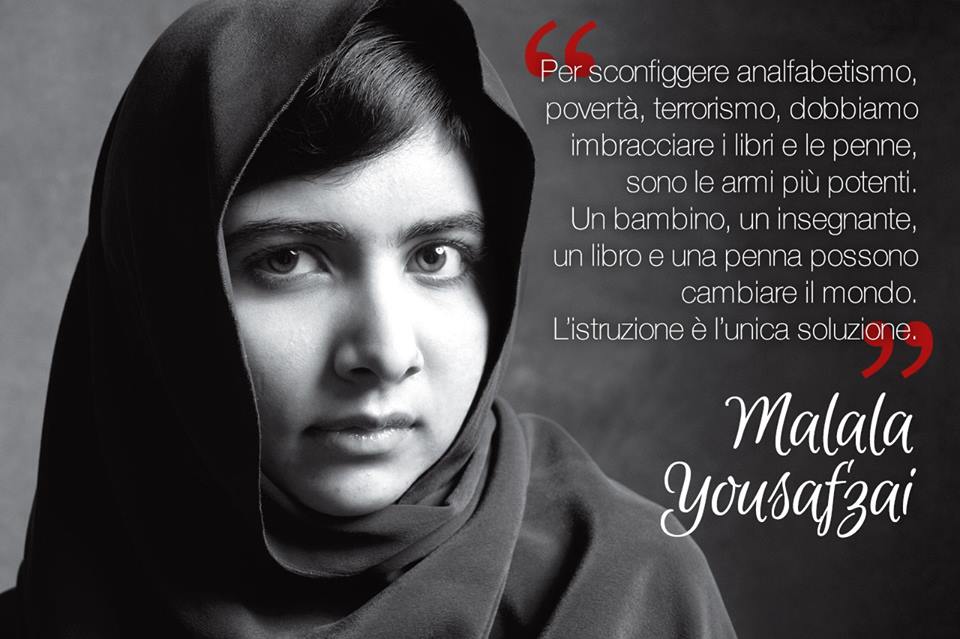 “
Per sconfiggere analfabetismo,
povertà, terrorismo, dobbiamo
imbracciare i libri e le penne,
sono le armi più potenti.
Un bambino, un insegnante,
un libro e una penna possono
cambiare il mondo.
L’istruzione è l’unica soluzione.
”
Malala
Yousafzai